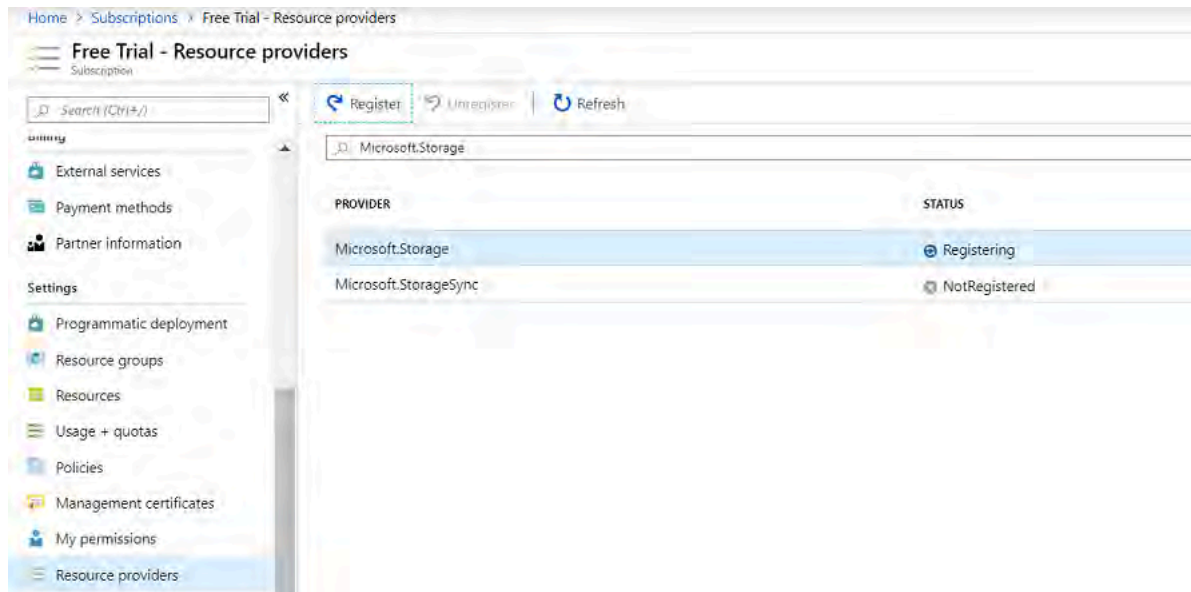 Home > Subscriptions > Free Trial - Resource providers
Free Trial - Resource providers
Subscription
Search (Ctrl+/)
«
Register
Unregister
Refresh
Billing
Microsoft.Storage
External services
Payment methods
Partner information
PROVIDER
STATUS
Microsoft.Storage
Registering
Microsoft.StorageSync
NotRegistered
Settings
Programmatic deployment
Resource groups
Resources
Usage + quotas
Policies
Management certificates
My permissions
Resource providers